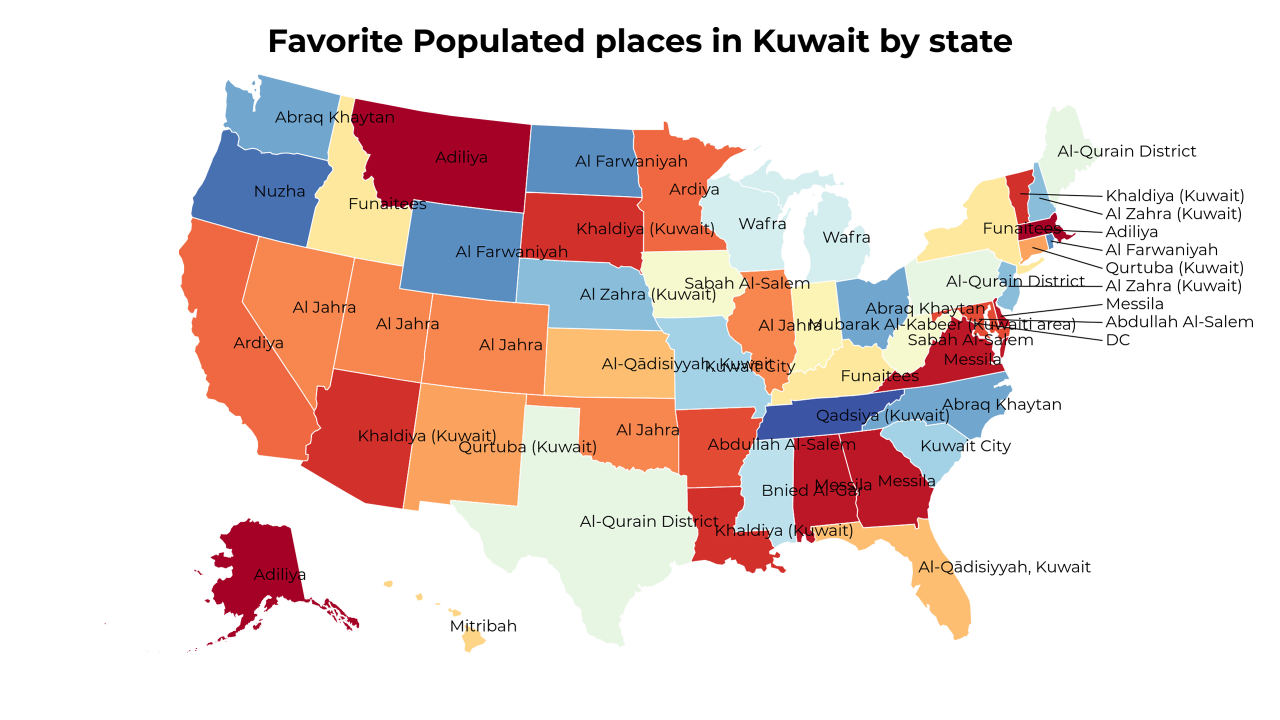 Favorite Populated places in Kuwait by state
Abraq Khaytan
Adiliya
Al-Qurain District
Al Farwaniyah
Ardiya
Nuzha
Funaitees
Khaldiya (Kuwait)
Khaldiya (Kuwait)
Al Zahra (Kuwait)
Wafra
Wafra
Funaitees
Adiliya
Al Farwaniyah
Al Farwaniyah
Qurtuba (Kuwait)
Al-Qurain District
Al Zahra (Kuwait)
Sabah Al-Salem
Al Zahra (Kuwait)
Messila
Al Jahra
Abraq Khaytan
Al Jahra
Al Jahra
Mubarak Al-Kabeer (Kuwaiti area)
Abdullah Al-Salem
Ardiya
Al Jahra
Sabah Al-Salem
DC
Messila
Al-Qādisiyyah, Kuwait
Kuwait City
Funaitees
Abraq Khaytan
Qadsiya (Kuwait)
Al Jahra
Khaldiya (Kuwait)
Qurtuba (Kuwait)
Abdullah Al-Salem
Kuwait City
Messila
Messila
Bnied Al-Gar
Al-Qurain District
Khaldiya (Kuwait)
Al-Qādisiyyah, Kuwait
Adiliya
Mitribah